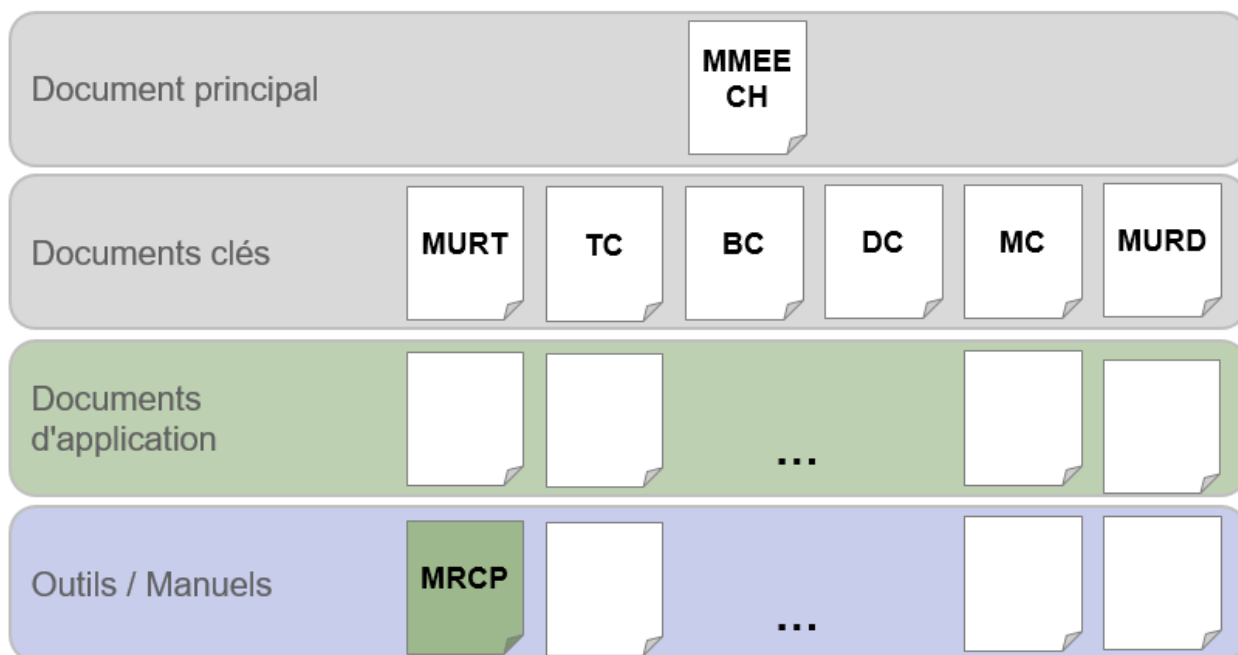 Document principal
MMEE
CH
Documents clés
MURT
TC
BC
DC
MC
MURD
Documents
d'application
...
Outils / Manuels
MRCP
...